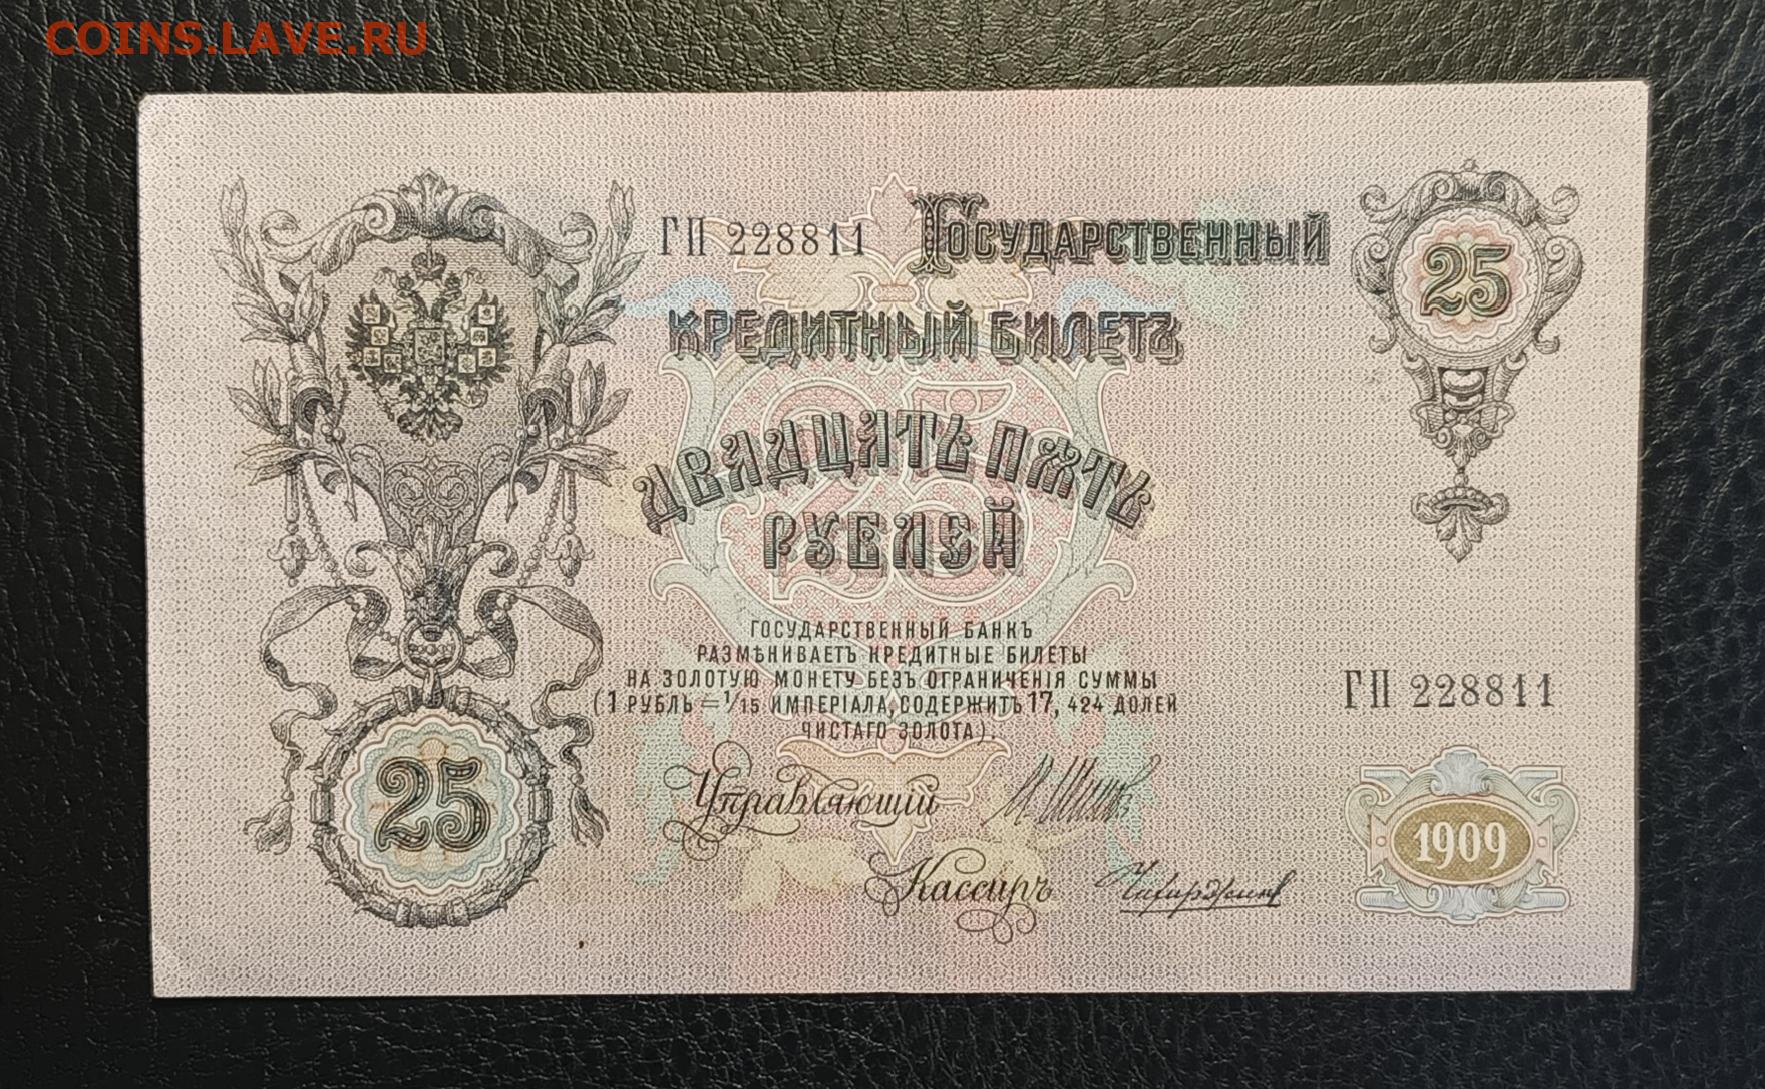 COINS.LAVE.RU
ГП 228811 Государственный
25
КРЕДИТНЫЙ БИЛЕТЪ
ДВАДЦАТЬ ПЯТЬ
РУБЛЕЙ
ГОСУДАРСТВЕННЫЙ БАНКЪ
РАЗМѢНИВАЕТЪ КРЕДИТНЫЕ БИЛЕТЫ
НА ЗОЛОТУЮ МОНЕТУ БЕЗЪ ОГРАНИЧЕНІЯ СУММЫ
(1 РУБЛЬ = 1/15 ИМПЕРІАЛА, СОДЕРЖИТЪ 17, 424 ДОЛЕЙ
ЧИСТАГО ЗОЛОТА).
ГП 228811
25
Управляющій
Кассиръ
1909